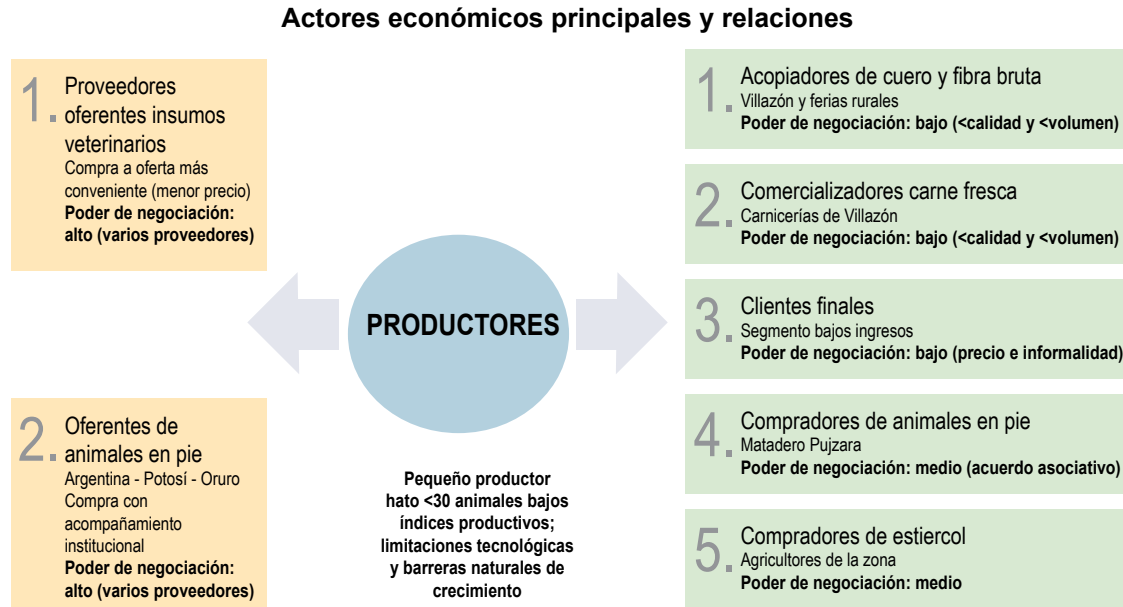 Actores económicos principales y relaciones
1. Proveedores
oferentes insumos
veterinarios
Compra a oferta más
conveniente (menor precio)
Poder de negociación:
alto (varios proveedores)
2. Oferentes de
animales en pie
Argentina - Potosí - Oruro
Compra con
acompañamiento
institucional
Poder de negociación:
alto (varios proveedores)
PRODUCTORES
Pequeño productor
hato <30 animales bajos
índices productivos;
limitaciones tecnológicas
y barreras naturales de
crecimiento
1. Acopiadores de cuero y fibra bruta
Villazón y ferias rurales
Poder de negociación: bajo (<calidad y <volumen)
2. Comercializadores carne fresca
Carnicerías de Villazón
Poder de negociación: bajo (<calidad y <volumen)
3. Clientes finales
Segmento bajos ingresos
Poder de negociación: bajo (precio e informalidad)
4. Compradores de animales en pie
Matadero Pujzara
Poder de negociación: medio (acuerdo asociativo)
5. Compradores de estiercol
Agricultores de la zona
Poder de negociación: medio